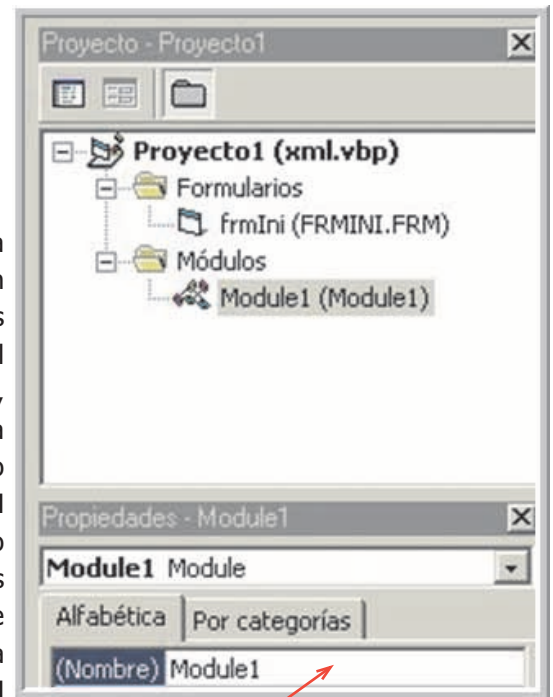 Proyecto - Proyecto1
Proyecto1 (xml.vbp)
Formularios
frmIni (FRMINI.FRM)
Módulos
Module1 (Module1)
Propiedades - Module1
Module1 Module
Alfabética Por categorías
(Nombre) Module1